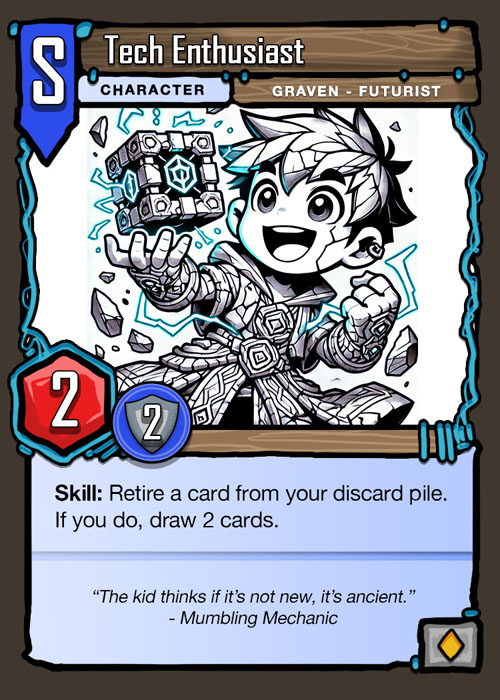 S
Tech Enthusiast
CHARACTER
GRAVEN - FUTURIST
2
2
Skill: Retire a card from your discard pile.
If you do, draw 2 cards.
“The kid thinks if it’s not new, it’s ancient.”
- Mumbling Mechanic